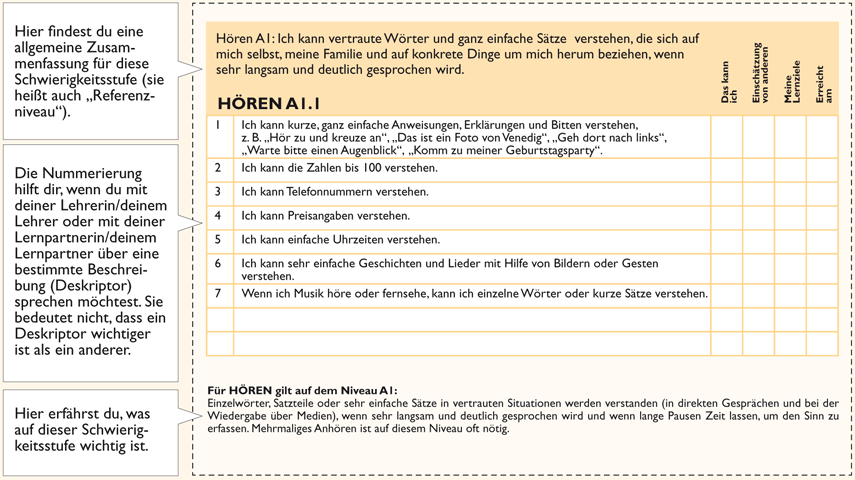 Hier findest du eine
allgemeine Zusam-
menfassung für diese
Schwierigkeitsstufe (sie
heißt auch „Referenz-
niveau“).
Die Nummerierung
hilft dir, wenn du mit
deiner Lehrerin/deinem
Lehrer oder mit deiner
Lernpartnerin/deinem
Lernpartner über eine
bestimmte Beschrei-
bung (Deskriptor)
sprechen möchtest. Sie
bedeutet nicht, dass ein
Deskriptor wichtiger
ist als ein anderer.
Hier erfährst du, was
auf dieser Schwierig-
keitsstufe wichtig ist.
Hören A1: Ich kann vertraute Wörter und ganz einfache Sätze verstehen, die sich auf
mich selbst, meine Familie und auf konkrete Dinge um mich herum beziehen, wenn
sehr langsam und deutlich gesprochen wird.
HÖREN A1.1
Das kann
ich
Einschätzung
von anderen
Meine
Lernziele
Erreicht
am
1 Ich kann kurze, ganz einfache Anweisungen, Erklärungen und Bitten verstehen,
z. B. „Hör zu und kreuze an“, „Das ist ein Foto von Venedig“, „Geh dort nach links“,
„Warte bitte einen Augenblick“, „Komm zu meiner Geburtstagsparty“.
2 Ich kann die Zahlen bis 100 verstehen.
3 Ich kann Telefonnummern verstehen.
4 Ich kann Preisangaben verstehen.
5 Ich kann einfache Uhrzeiten verstehen.
6 Ich kann sehr einfache Geschichten und Lieder mit Hilfe von Bildern oder Gesten
verstehen.
7 Wenn ich Musik höre oder fernsehe, kann ich einzelne Wörter oder kurze Sätze verstehen.
Für HÖREN gilt auf dem Niveau A1:
Einzelwörter, Satzteile oder sehr einfache Sätze in vertrauten Situationen werden verstanden (in direkten Gesprächen und bei der
Wiedergabe über Medien), wenn sehr langsam und deutlich gesprochen wird und wenn lange Pausen Zeit lassen, um den Sinn zu
erfassen. Mehrmaliges Anhören ist auf diesem Niveau oft nötig.